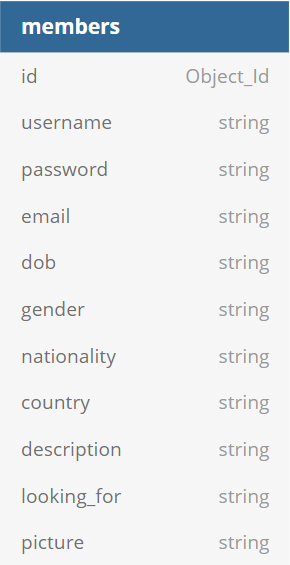 members
id Object_Id
username string
password string
email string
dob string
gender string
nationality string
country string
description string
looking_for string
picture string